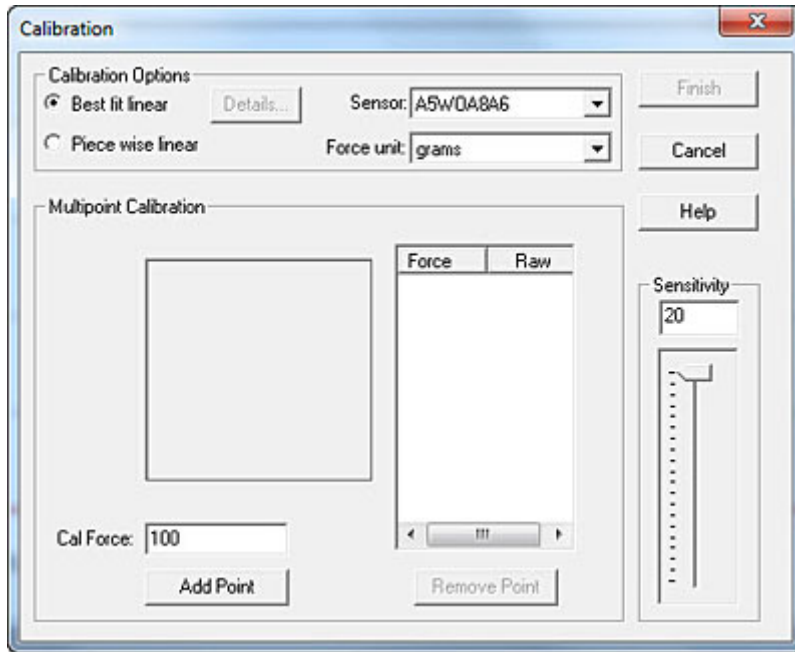 Calibration
Calibration Options
Best fit linear
Details...
Sensor: A5W0A8A6
Finish
Piece wise linear
Force unit: grams
Cancel
Multipoint Calibration
Help
Force Raw
Sensitivity
20
Cal Force: 100
Add Point
Remove Point